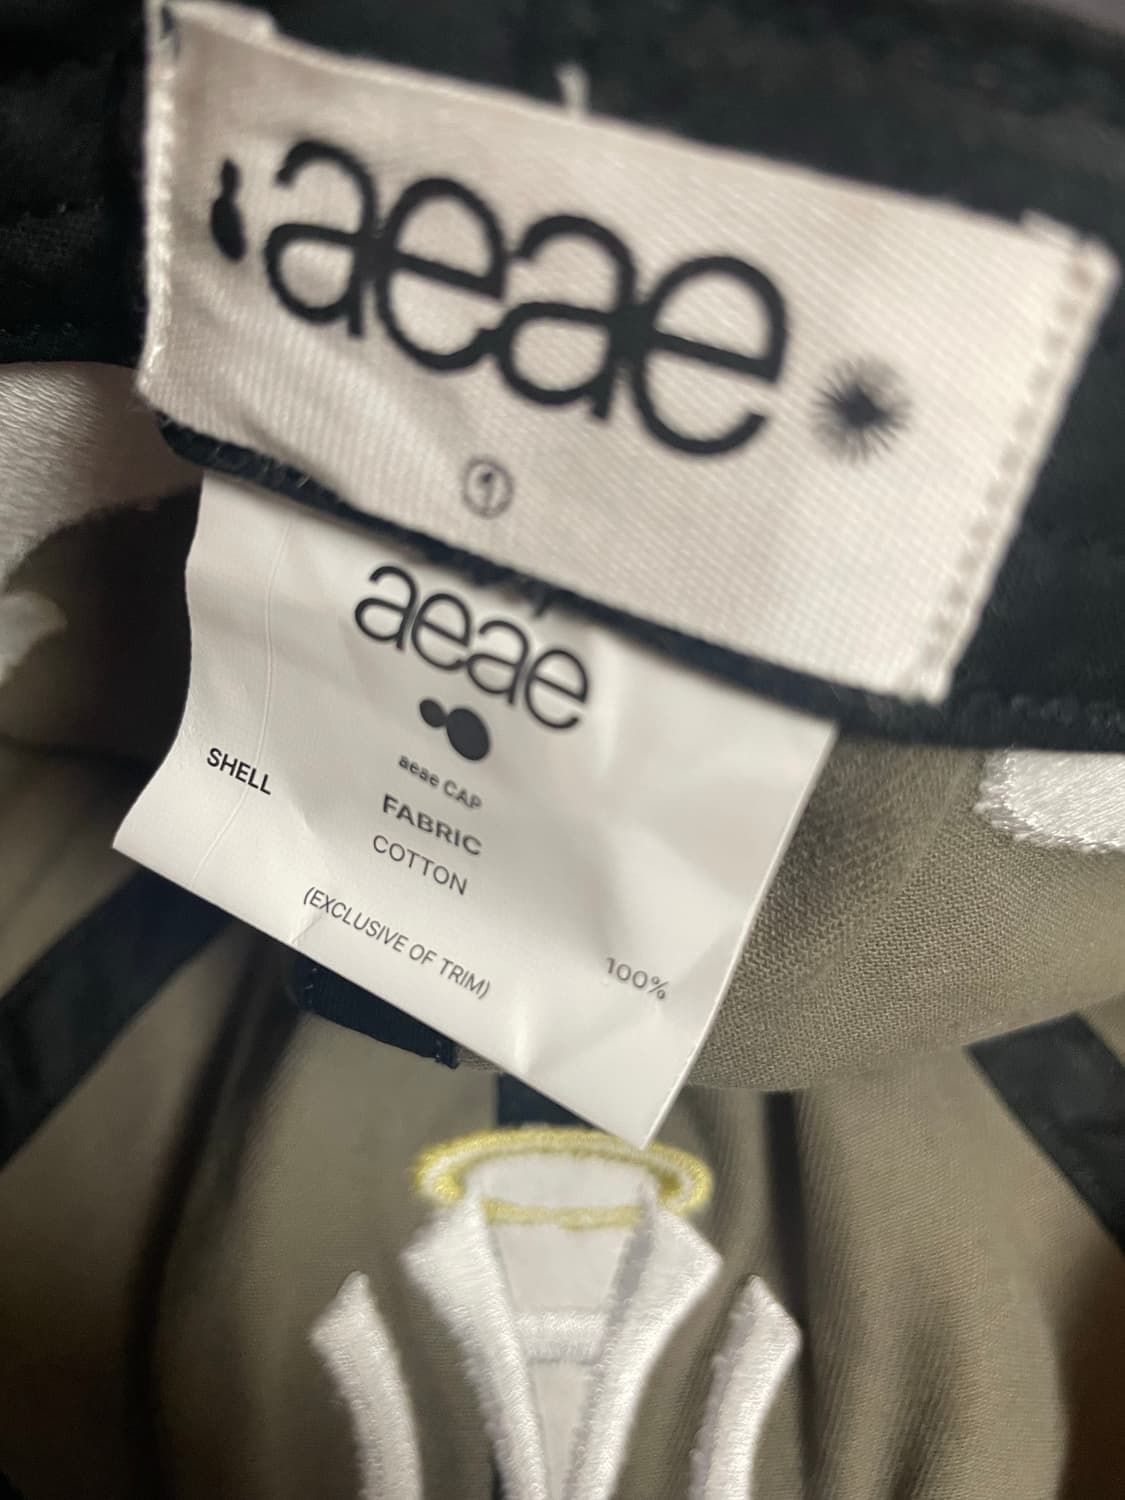 aeae
1
aeae
aeae CAP
FABRIC
SHELL COTTON 100%
(EXCLUSIVE OF TRIM)